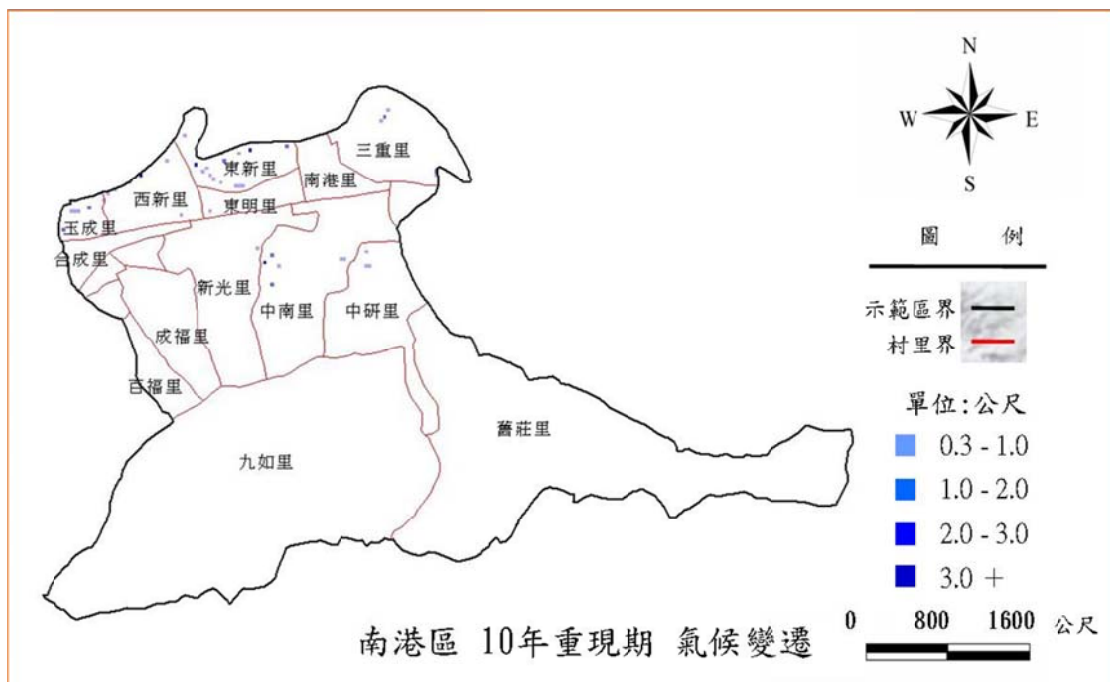 N
W
E
S
三重里
東新里
南港里
西新里
東明里
玉成里
合成里
新光里
中南里
中研里
成福里
百福里
九如里
舊莊里
圖 例
示範區界
村里界
單位:公尺
0.3 - 1.0
1.0 - 2.0
2.0 - 3.0
3.0 +
0 800 1600 公尺
南港區 10年重現期 氣候變遷